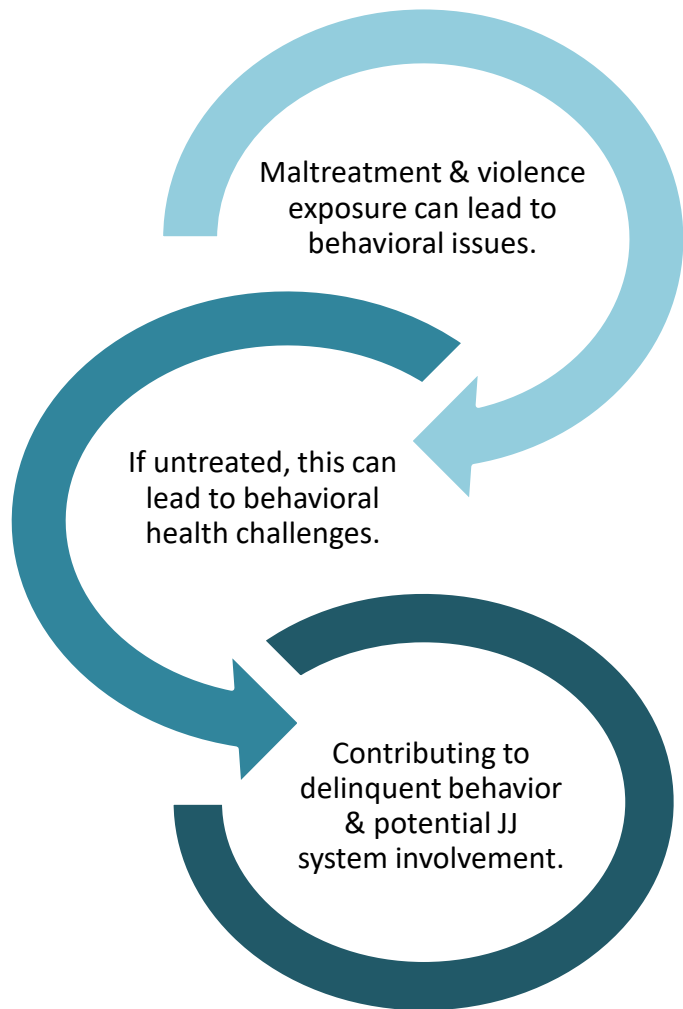 Maltreatment & violence
exposure can lead to
behavioral issues.
If untreated, this can
lead to behavioral
health challenges.
Contributing to
delinquent behavior
& potential JJ
system involvement.